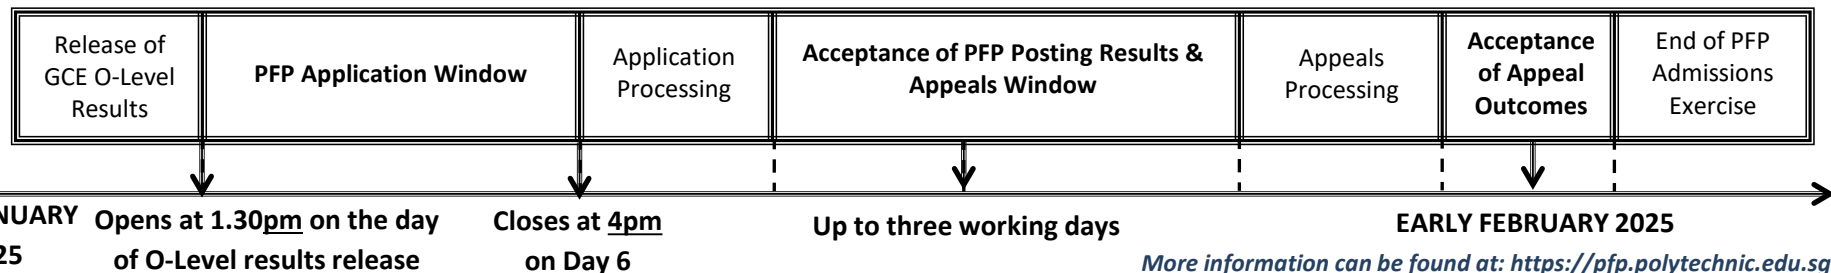 Release of
GCE O-Level
Results
PFP Application Window
Application
Processing
Acceptance of PFP Posting Results &
Appeals Window
Appeals
Processing
Acceptance
of Appeal
Outcomes
End of PFP
Admissions
Exercise
NUARY
25
Opens at 1.30pm on the day
of O-Level results release
Closes at 4pm
on Day 6
Up to three working days
EARLY FEBRUARY 2025
More information can be found at: https://pfp.polytechnic.edu.sg